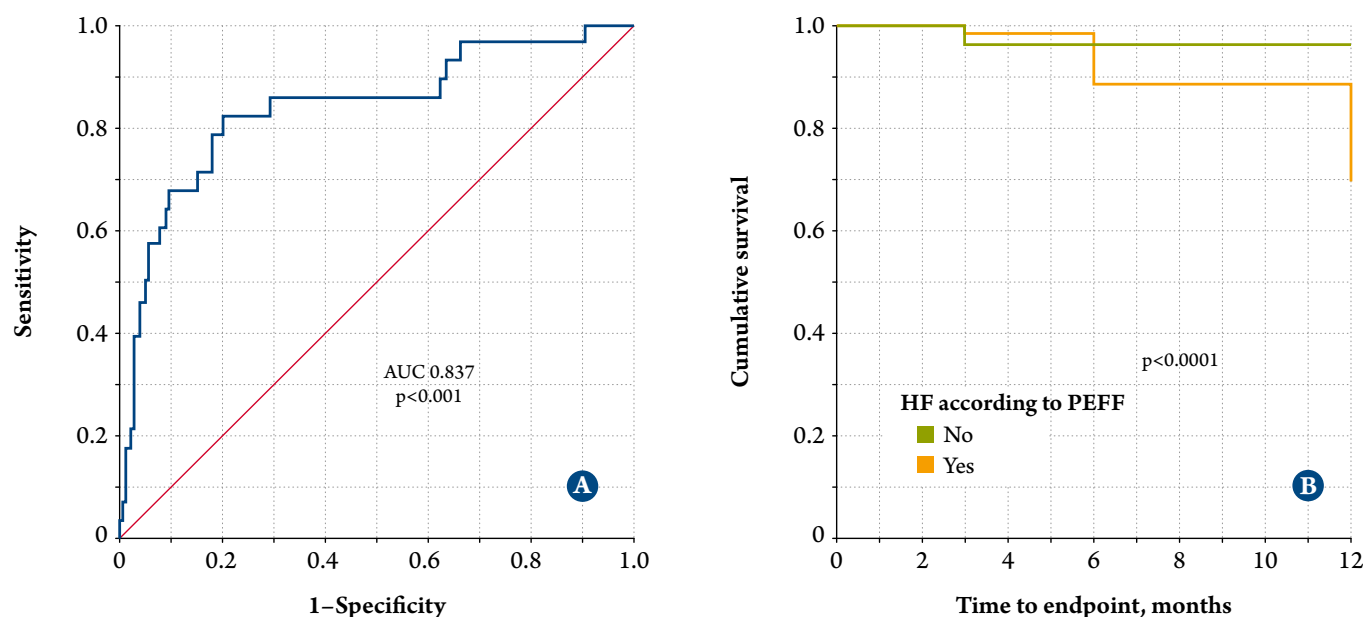 1.0
0.8
0.6
0.4
0.2
0
0
0.2
0.4
0.6
0.8
1.0
Sensitivity
1–Specificity
AUC 0.837
p<0.001
A
1.0
0.8
0.6
0.4
0.2
0
0
2
4
6
8
10
12
Cumulative survival
Time to endpoint, months
p<0.0001
HF according to PEFF
No
Yes
B